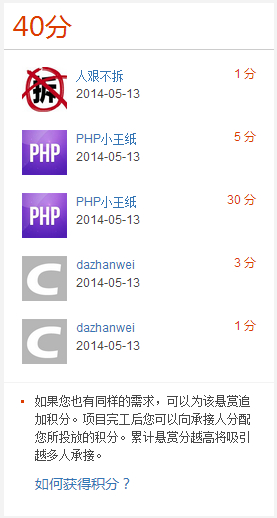 40分
拆
人艰不拆
1 分
2014-05-13
PHP
PHP小王纸
5 分
2014-05-13
PHP
PHP小王纸
30 分
2014-05-13
C
dazhanwei
3 分
2014-05-13
C
dazhanwei
1 分
2014-05-13
如果您也有同样的需求，可以为该悬赏追
加积分。项目完工后您可以向承接人分配
您所投放的积分。累计悬赏分越高将吸引
越多人承接。
如何获得积分？